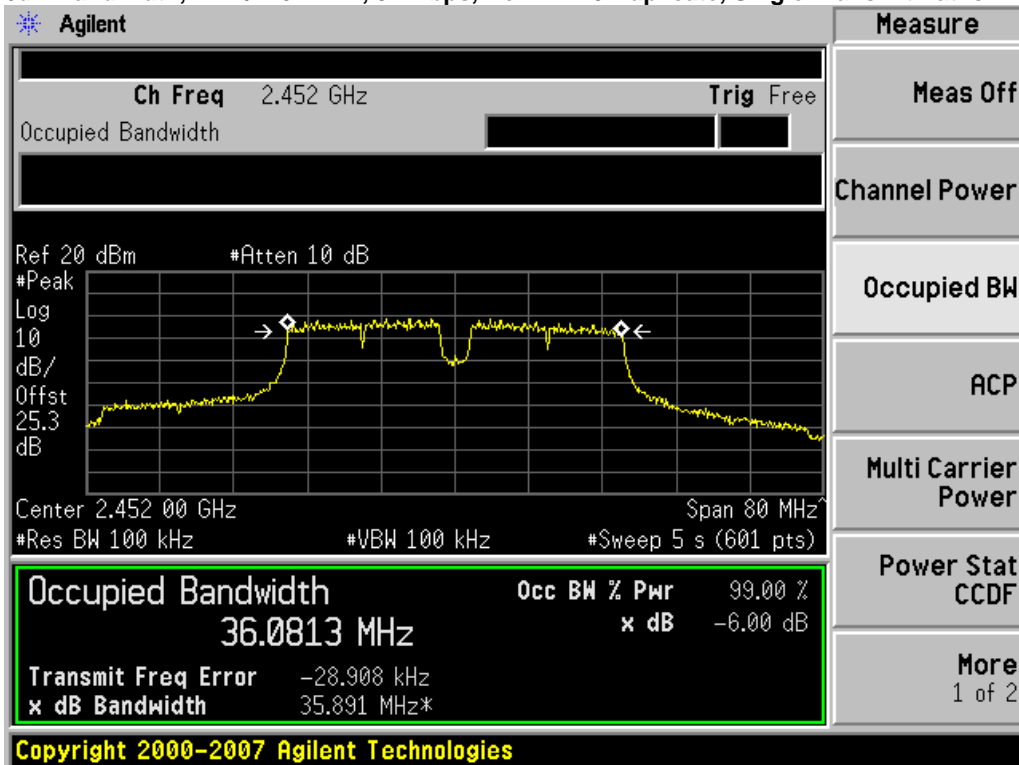 Agilent
Measure
Ch Freq 2.452 GHz
Trig Free
Occupied Bandwidth
Meas Off
Channel Power
Occupied BW
ACP
Multi Carrier
Power
Power Stat
CCDF
More
1 of 2
Ref 20 dBm #Atten 10 dB
#Peak
Log
10
dB/
Offst
25.3
dB
Center 2.452 00 GHz Span 80 MHz^
#Res BW 100 kHz #VBW 100 kHz #Sweep 5 s (601 pts)
Occupied Bandwidth
36.0813 MHz
Occ BW % Pwr 99.00 %
x dB -6.00 dB
Transmit Freq Error -28.908 kHz
x dB Bandwidth 35.891 MHz*
Copyright 2000-2007 Agilent Technologies